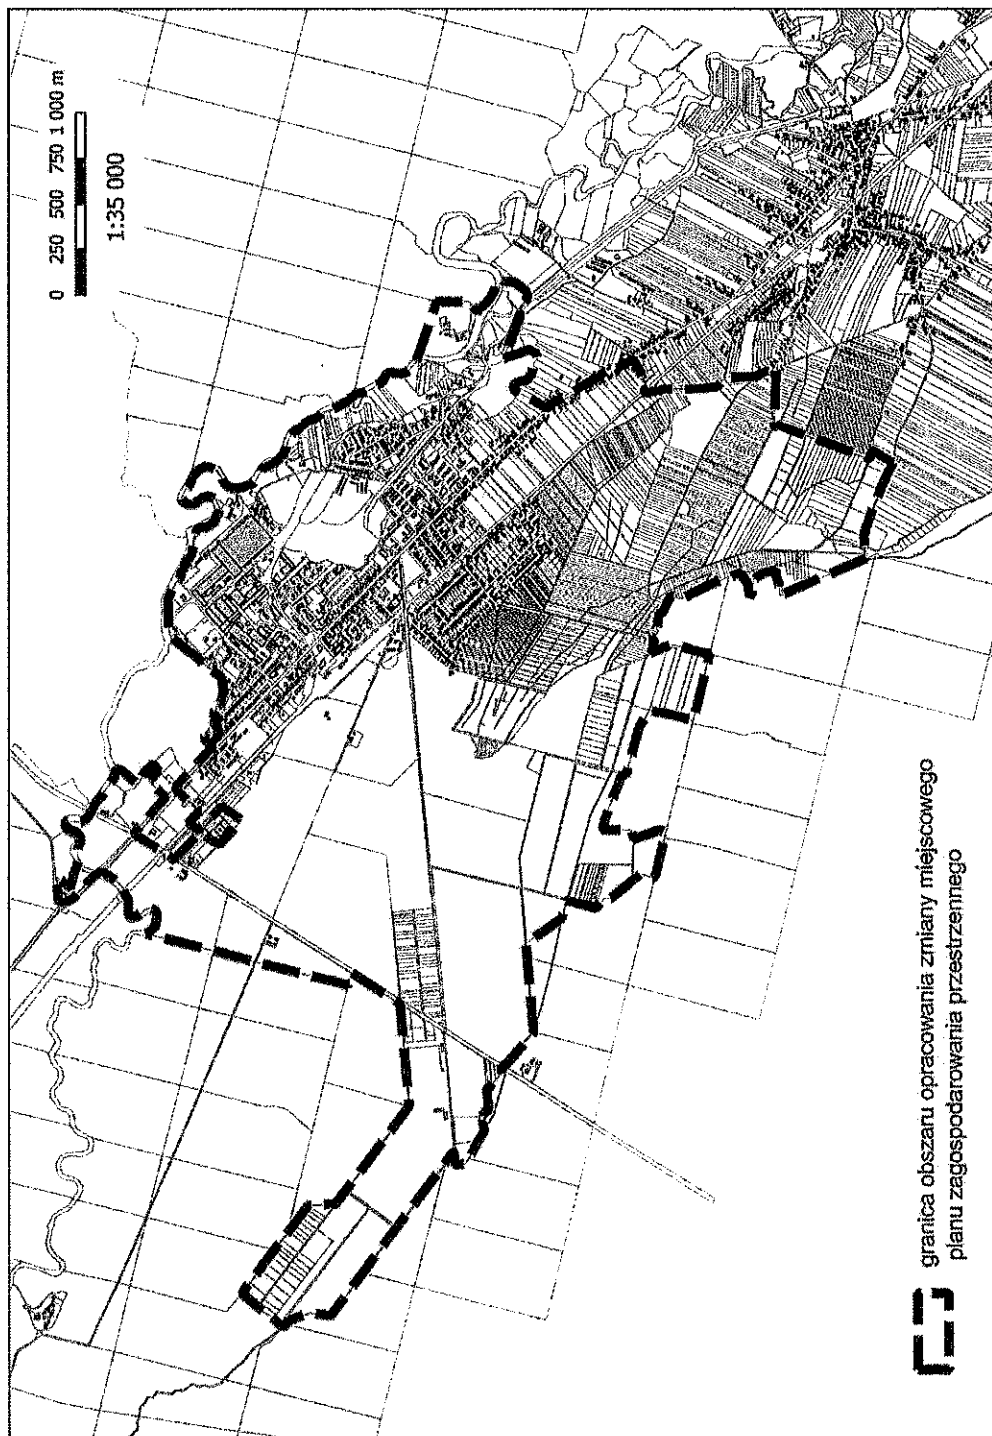 0 250 500 750 1 000 m
1:35 000
granica obszaru opracowania zmiany miejscowego
planu zagospodarowania przestrzennego